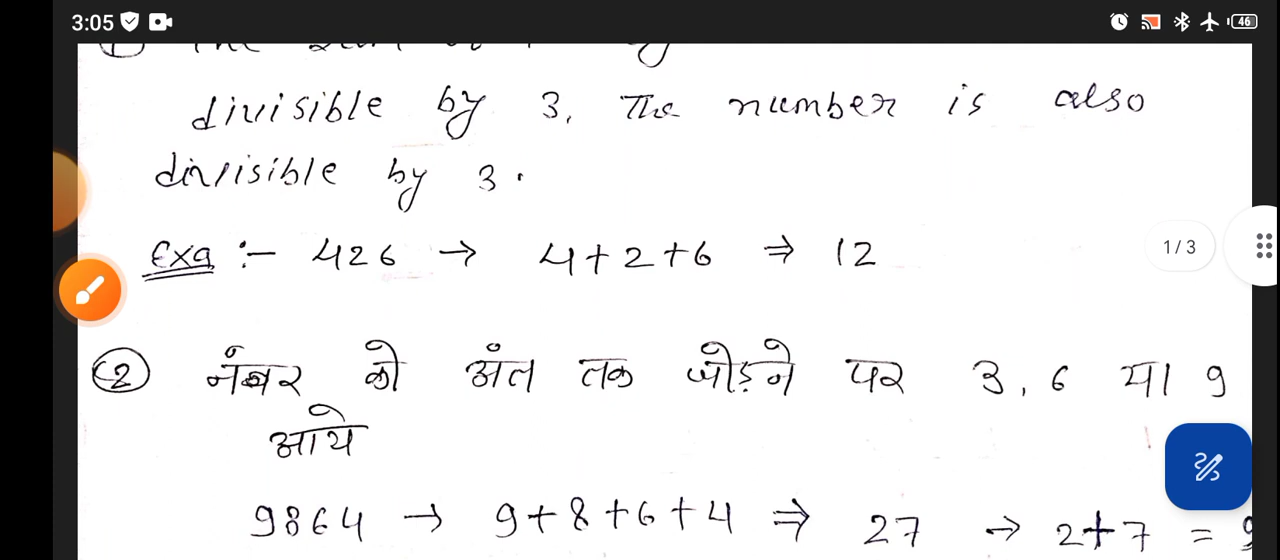 3:05
46
divisible by 3, The number is also
divisible by 3.
Exa :- 426 → 4+2+6 ⇒ 12
1/3
② नंबर को अंत तक जोड़ने पर 3, 6 या 9
आये
9864 → 9+8+6+4 ⇒ 27 → 2+7 = 9